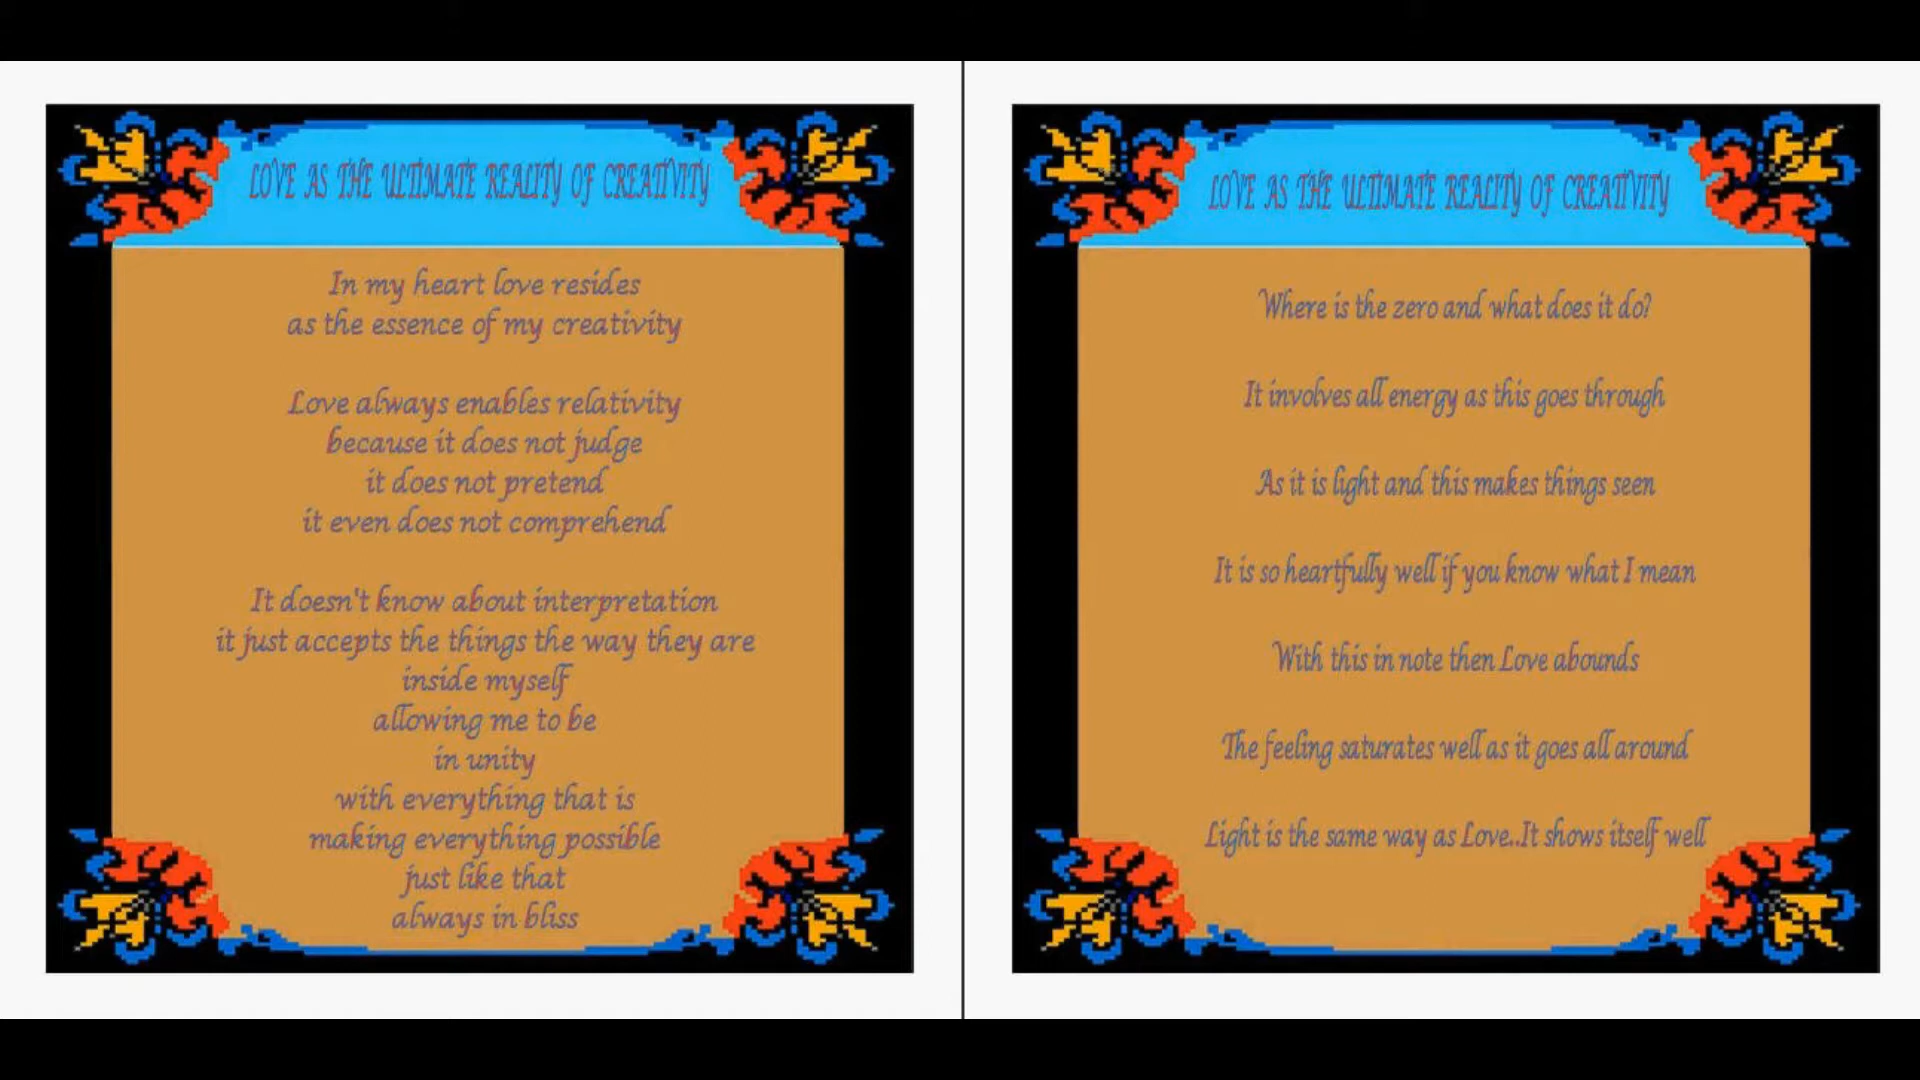 LOVE AS THE ULTIMATE REALITY OF CREATIVITY
In my heart love resides
as the essence of my creativity
Love always enables relativity
because it does not judge
it does not pretend
it even does not comprehend
It doesn't know about interpretation
it just accepts the things the way they are
inside myself
allowing me to be
in unity
with everything that is
making everything possible
just like that
always in bliss
LOVE AS THE ULTIMATE REALITY OF CREATIVITY
Where is the zero and what does it do?
It involves all energy as this goes through
As it is light and this makes things seen
It is so heartfully well if you know what I mean
With this in note then Love abounds
The feeling saturates well as it goes all around
Light is the same way as Love..It shows itself well